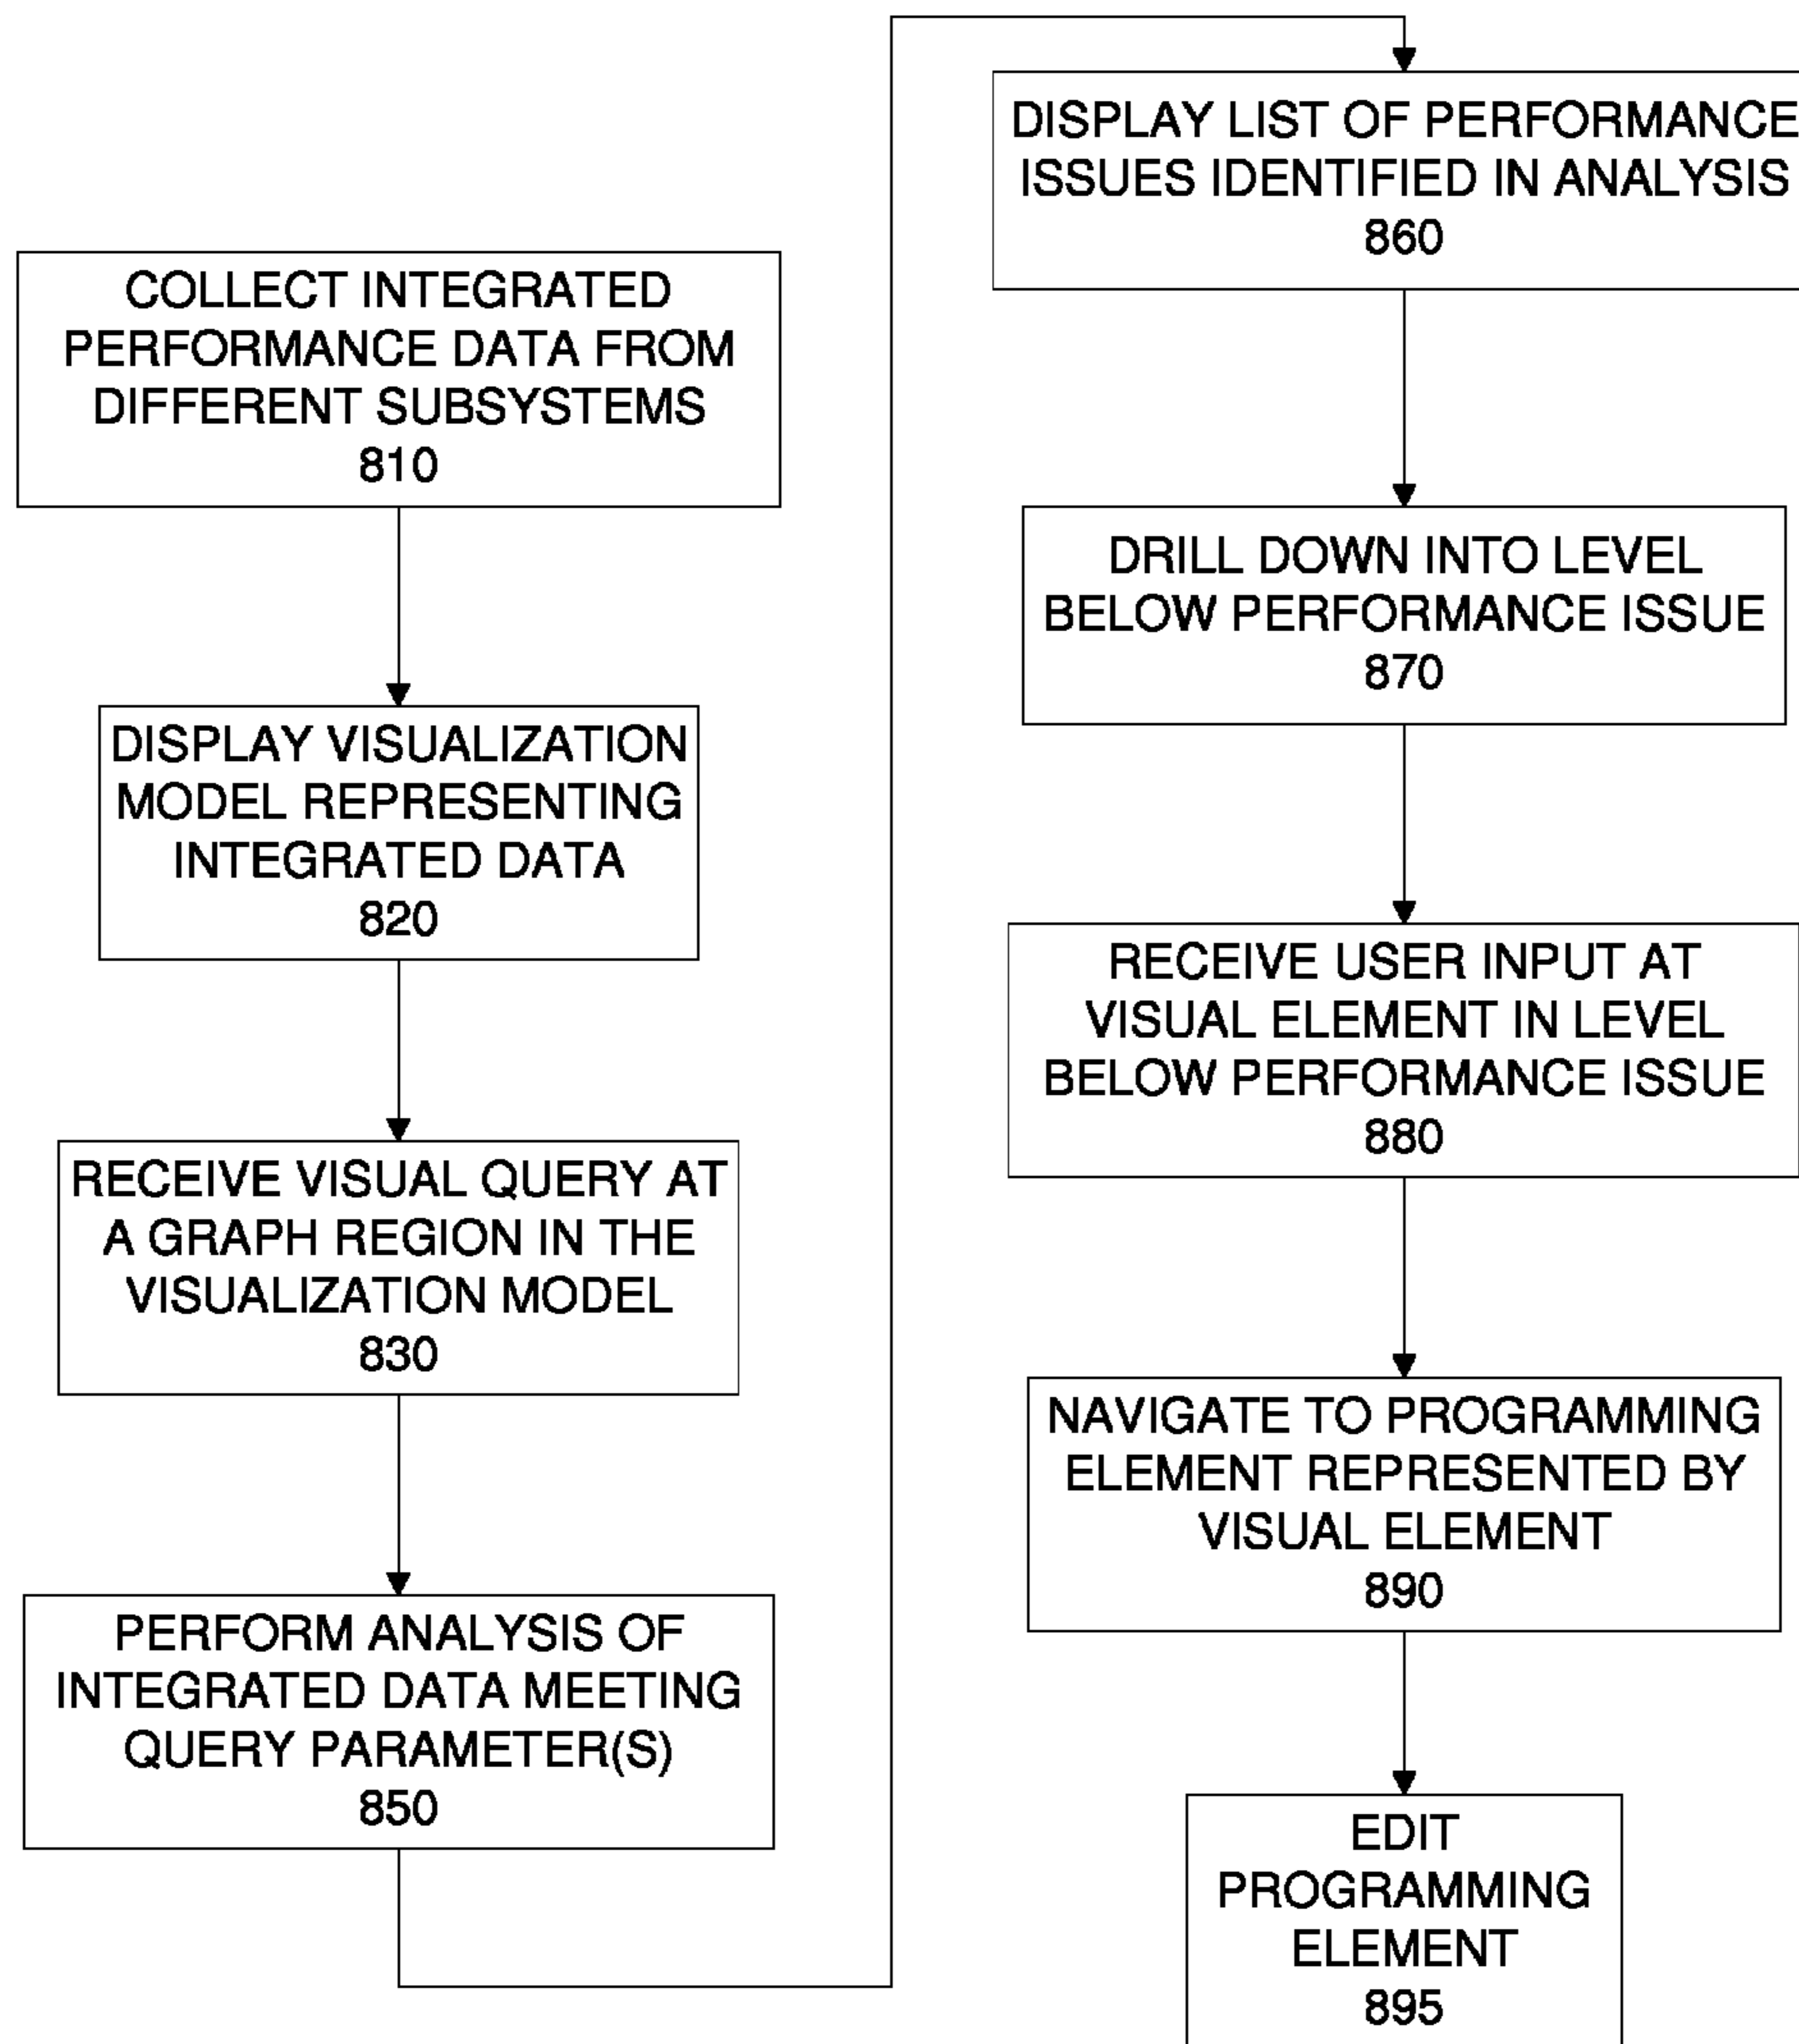 COLLECT INTEGRATED
PERFORMANCE DATA FROM
DIFFERENT SUBSYSTEMS
810
DISPLAY VISUALIZATION
MODEL REPRESENTING
INTEGRATED DATA
820
RECEIVE VISUAL QUERY AT
A GRAPH REGION IN THE
VISUALIZATION MODEL
830
PERFORM ANALYSIS OF
INTEGRATED DATA MEETING
QUERY PARAMETER(S)
850
DISPLAY LIST OF PERFORMANCE
ISSUES IDENTIFIED IN ANALYSIS
860
DRILL DOWN INTO LEVEL
BELOW PERFORMANCE ISSUE
870
RECEIVE USER INPUT AT
VISUAL ELEMENT IN LEVEL
BELOW PERFORMANCE ISSUE
880
NAVIGATE TO PROGRAMMING
ELEMENT REPRESENTED BY
VISUAL ELEMENT
890
EDIT
PROGRAMMING
ELEMENT
895